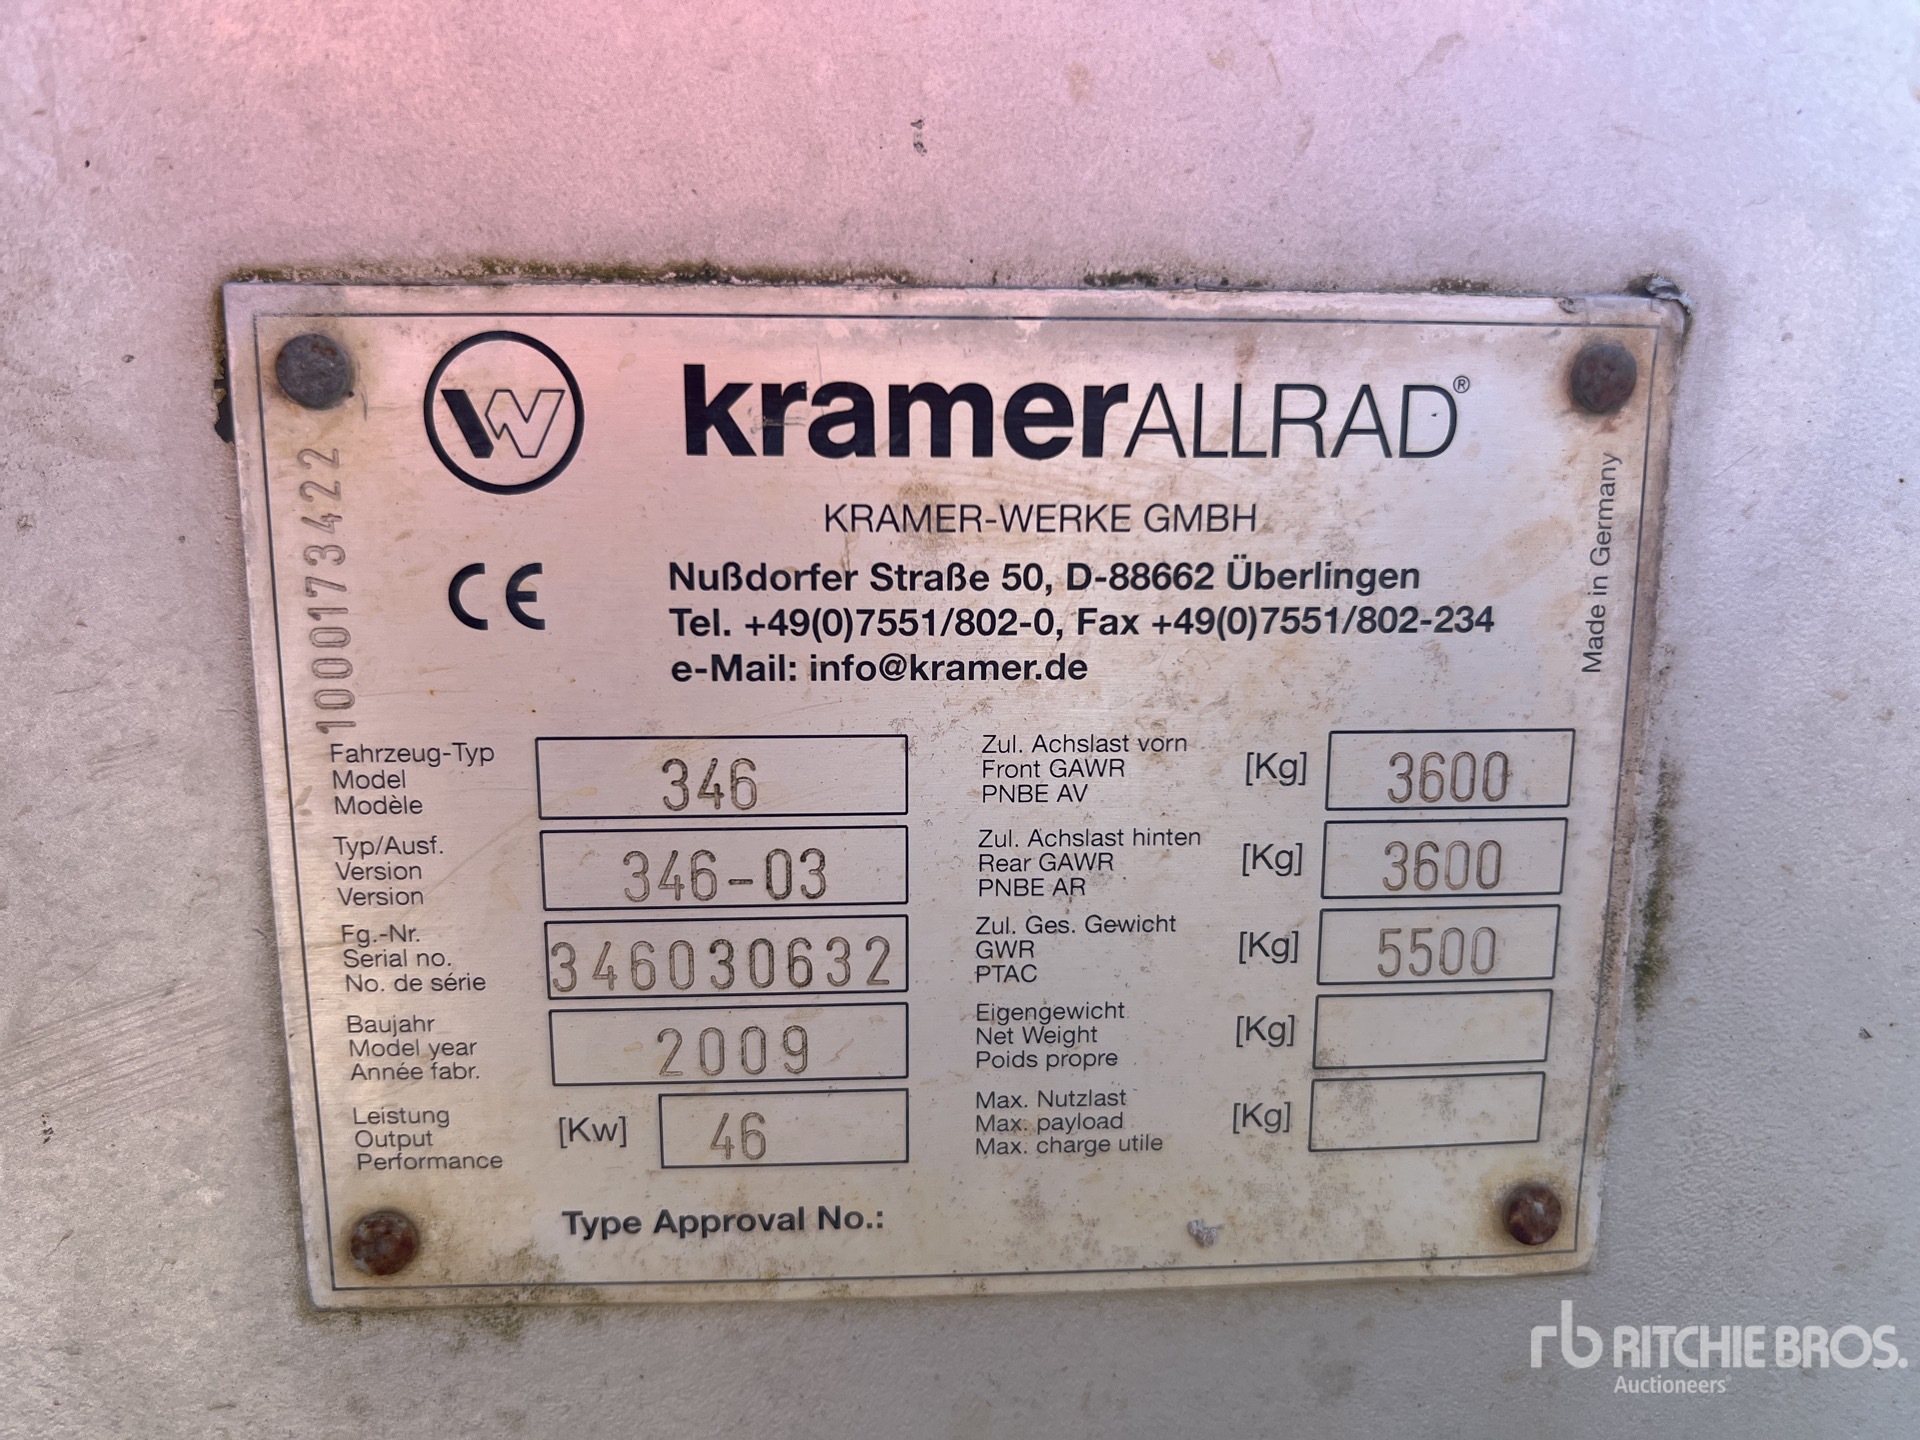 kramerALLRAD®
KRAMER-WERKE GMBH
CE
Nußdorfer Straße 50, D-88662 Überlingen
Tel. +49(0)7551/802-0, Fax +49(0)7551/802-234
e-Mail: info@kramer.de
Made in Germany
1000173422
Fahrzeug-Typ
Model
Modèle
346
Typ/Ausf.
Version
Version
346-03
Fg.-Nr.
Serial no.
No. de série
346030632
Baujahr
Model year
Année fabr.
2009
Leistung
Output
Performance
[Kw]
46
Zul. Achslast vorn
Front GAWR
PNBE AV
[Kg]
3600
Zul. Achslast hinten
Rear GAWR
PNBE AR
[Kg]
3600
Zul. Ges. Gewicht
GWR
PTAC
[Kg]
5500
Eigengewicht
Net Weight
Poids propre
[Kg]
Max. Nutzlast
Max. payload
Max. charge utile
[Kg]
Type Approval No.:
rb RITCHIE BROS.
Auctioneers